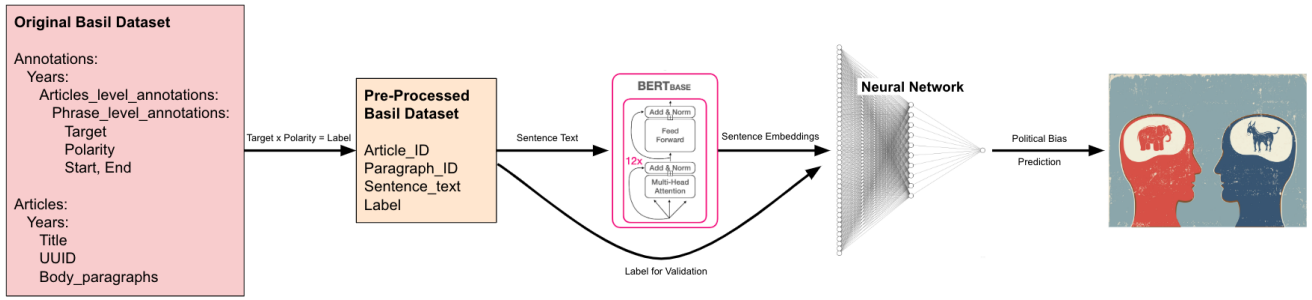 Original Basil Dataset
Annotations:
Years:
Articles_level_annotations:
Phrase_level_annotations:
Target
Polarity
Start, End
Articles:
Years:
Title
UUID
Body_paragraphs
Target x Polarity = Label
Pre-Processed
Basil Dataset
Article_ID
Paragraph_ID
Sentence_text
Label
Sentence Text
BERTBASE
Add & Norm
Feed
Forward
12x
Add & Norm
Multi-Head
Attention
Sentence Embeddings
Label for Validation
Neural Network
Political Bias
Prediction